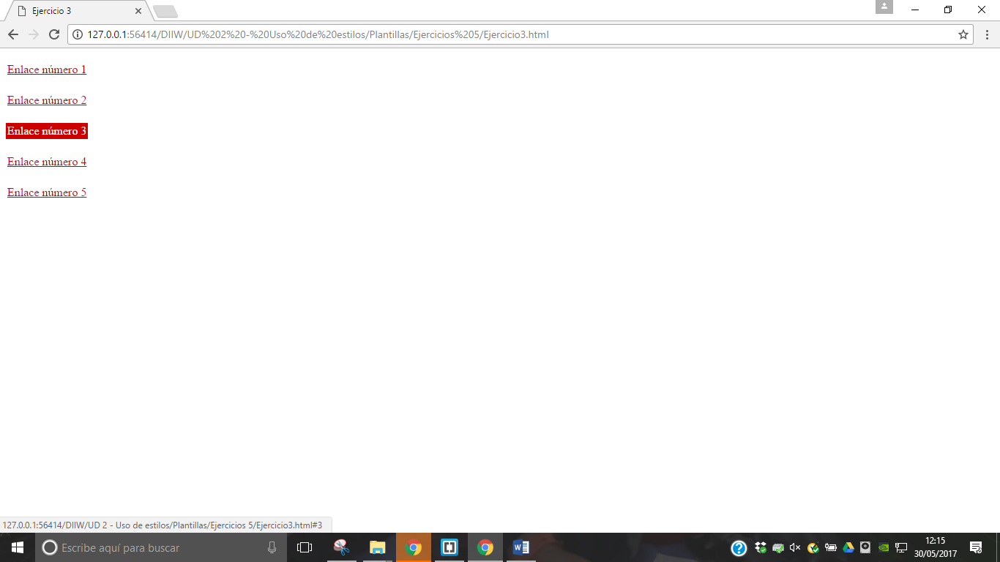 Ejercicio 3
127.0.0.1:56414/DIIW/UD%202%20-%20Uso%20de%20estilos/Plantillas/Ejercicios%205/Ejercicio3.html
Enlace número 1
Enlace número 2
Enlace número 3
Enlace número 4
Enlace número 5
127.0.0.1:56414/DIIW/UD 2 - Uso de estilos/Plantillas/Ejercicios 5/Ejercicio3.html#3
Escribe aquí para buscar
12:15
30/05/2017